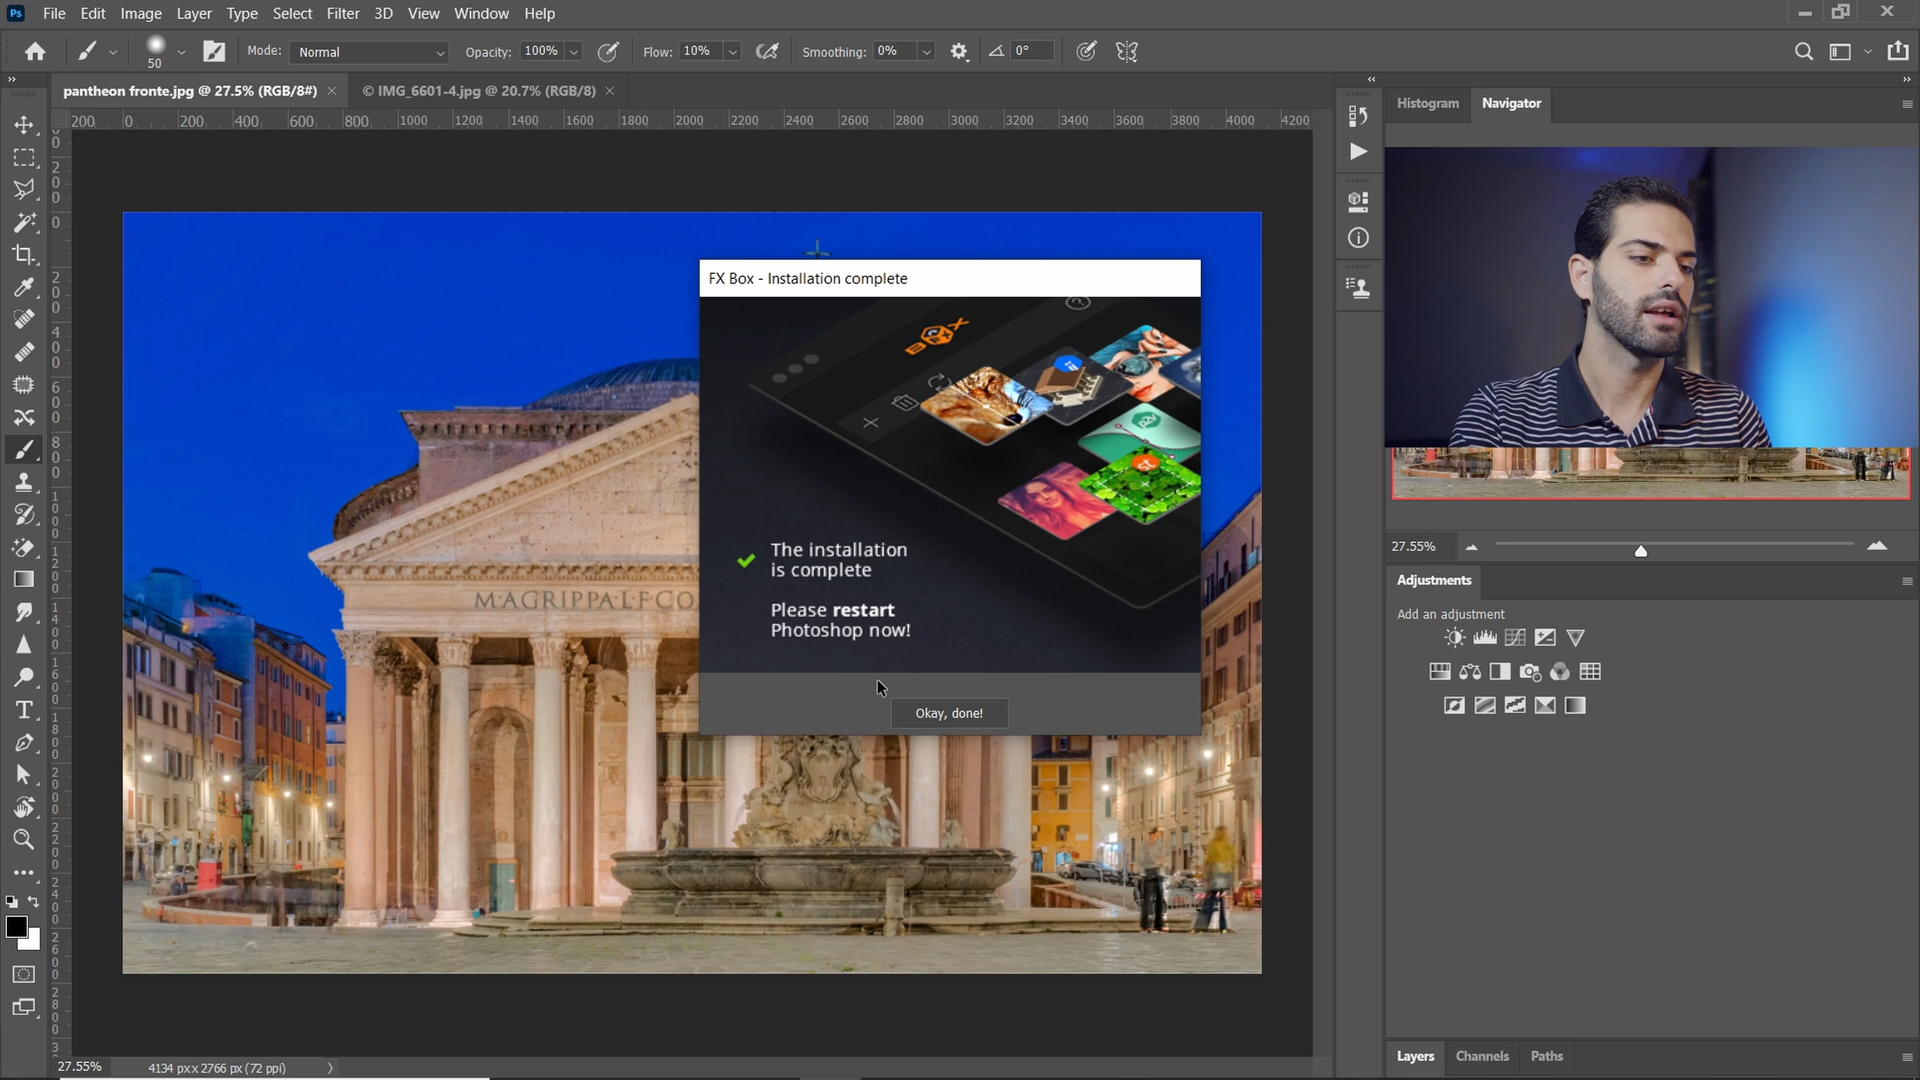 Ps File Edit Image Layer Type Select Filter 3D View Window Help
50 Mode: Normal Opacity: 100% Flow: 10% Smoothing: 0% 0°
pantheon fronte.jpg @ 27.5% (RGB/8#) × © IMG_6601-4.jpg @ 20.7% (RGB/8) ×
200 0 200 400 600 800 1000 1200 1400 1600 1800 2000 2200 2400 2600 2800 3000 3200 3400 3600 3800 4000 4200
Histogram Navigator
FX Box - Installation complete
The installation
is complete
Please restart
Photoshop now!
Okay, done!
M·AGRIPPA·L·F·CO
27.55%
Adjustments
Add an adjustment
Layers Channels Paths
27.55% 4134 px x 2766 px (72 ppi)